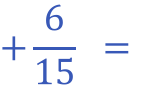 + 6/15 =